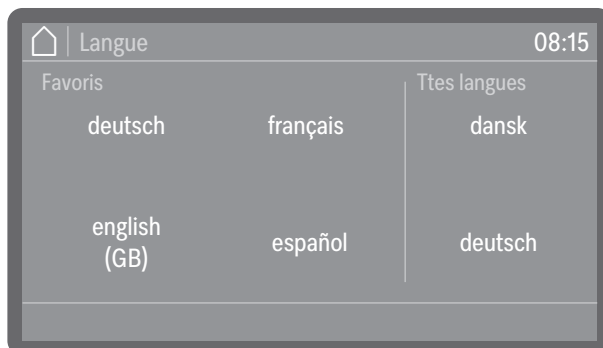 Langue 08:15
Favoris Ttes langues
deutsch français dansk
english
(GB) español deutsch